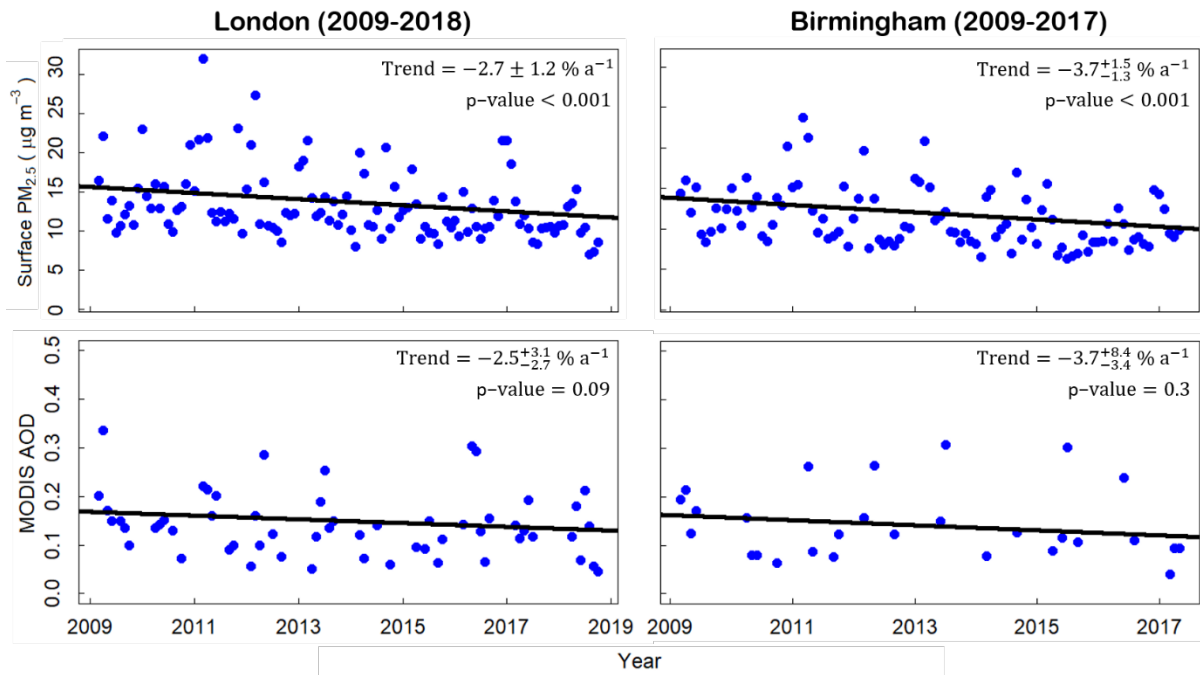 London (2009-2018)
Birmingham (2009-2017)
Surface PM₂.₅ ( μg m⁻³ )
30
25
20
15
10
5
0
Trend = −2.7 ± 1.2 % a⁻¹
p−value < 0.001
Trend = −3.7 +1.5 −1.3 % a⁻¹
p−value < 0.001
MODIS AOD
0.5
0.4
0.3
0.2
0.1
0.0
Trend = −2.5 +3.1 −2.7 % a⁻¹
p−value = 0.09
Trend = −3.7 +8.4 −3.4 % a⁻¹
p−value = 0.3
2009 2011 2013 2015 2017 2019
2009 2011 2013 2015 2017
Year